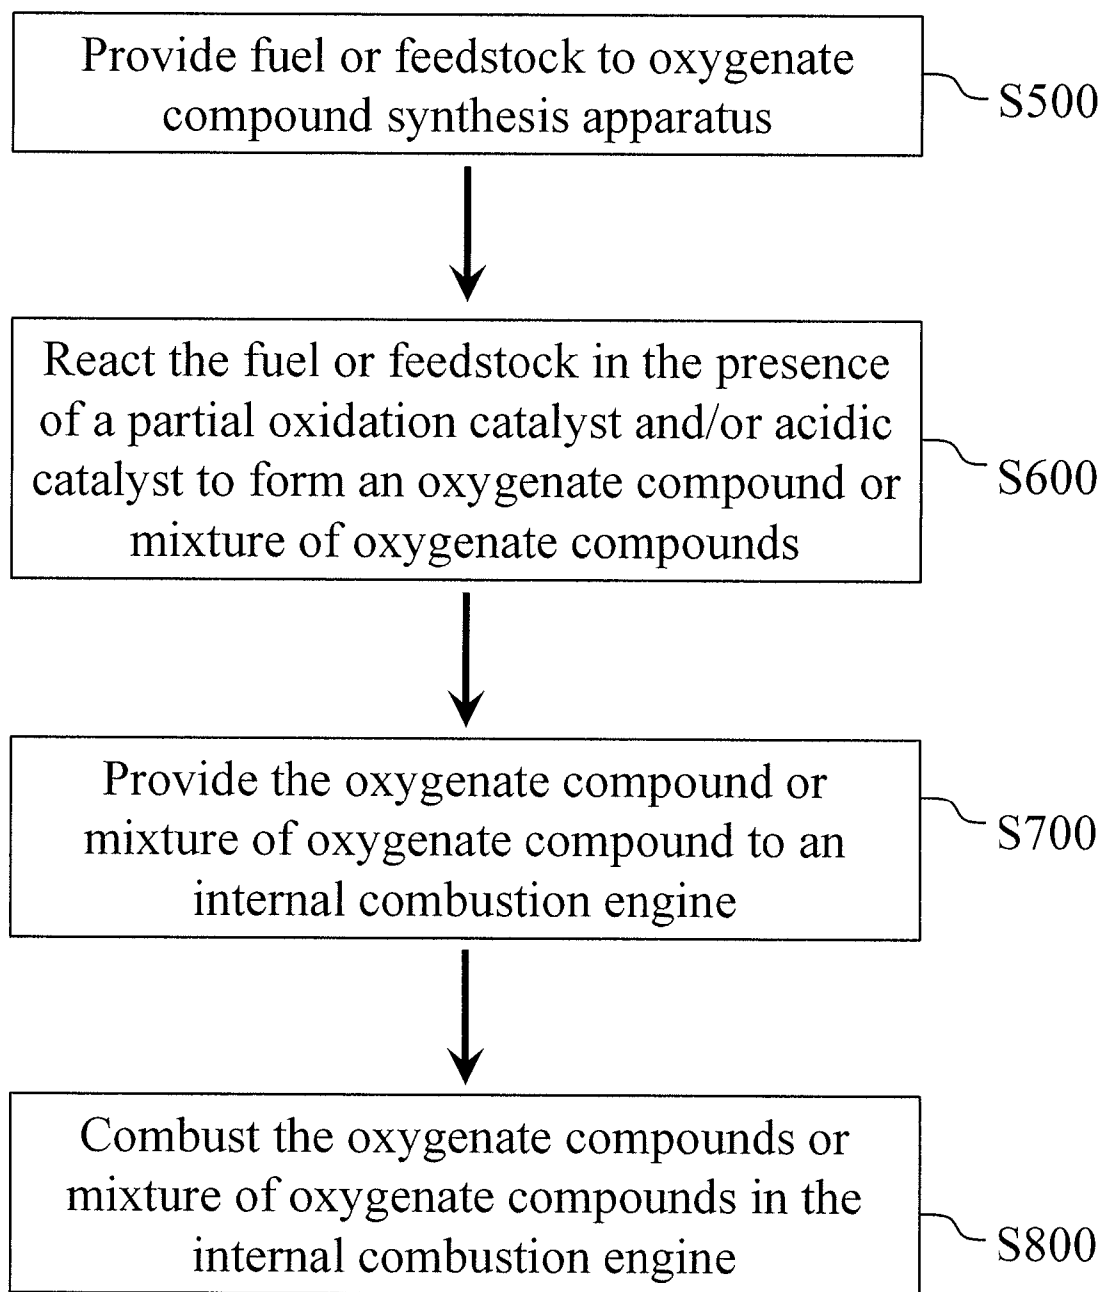 Provide fuel or feedstock to oxygenate
compound synthesis apparatus
S500
React the fuel or feedstock in the presence
of a partial oxidation catalyst and/or acidic
catalyst to form an oxygenate compound or
mixture of oxygenate compounds
S600
Provide the oxygenate compound or
mixture of oxygenate compound to an
internal combustion engine
S700
Combust the oxygenate compounds or
mixture of oxygenate compounds in the
internal combustion engine
S800